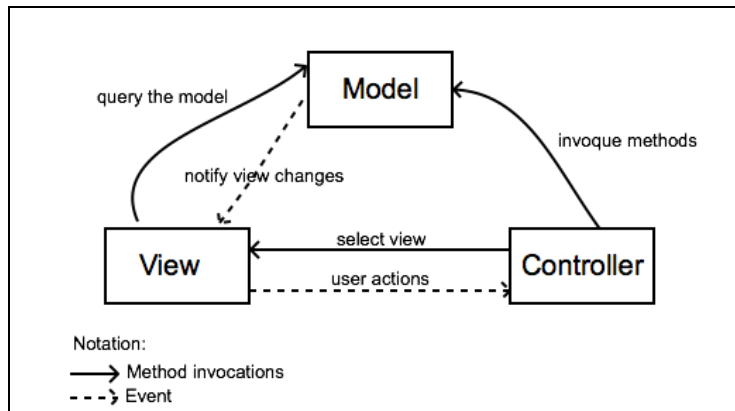 Model
query the model
invoque methods
notify view changes
View
select view
Controller
user actions
Notation:
Method invocations
Event